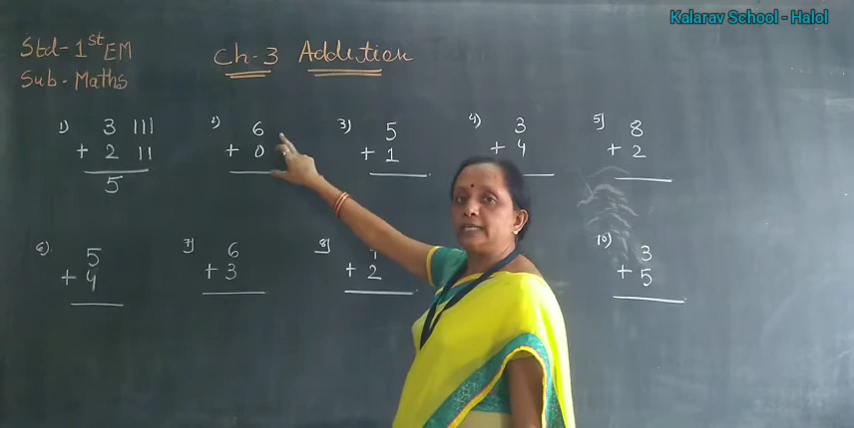 Kalarav School - Halol
Std- 1st EM
Sub- Maths
Ch-3 Addition
1) 3 |||
+ 2 ||
5
2) 6
+ 0
3) 5
+ 1
4) 3
+ 4
5) 8
+ 2
6) 5
+ 4
7) 6
+ 3
8)
+ 2
10) 3
+ 5